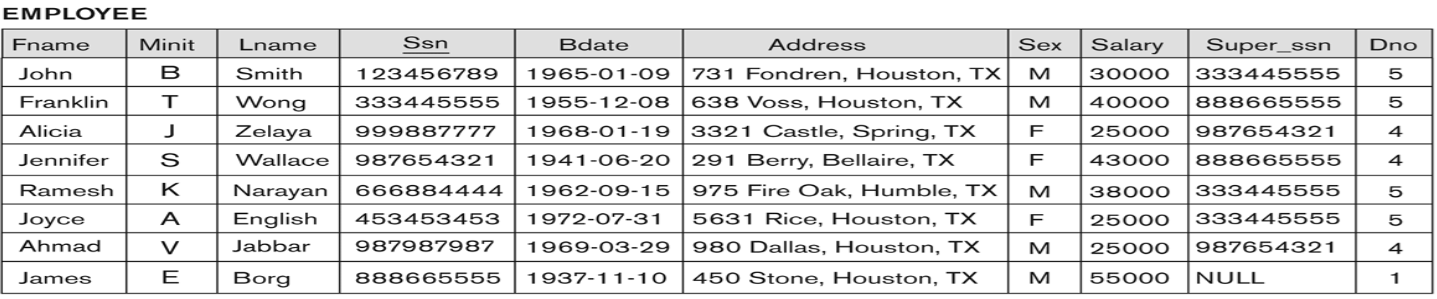 EMPLOYEE
Fname Minit Lname Ssn Bdate Address Sex Salary Super_ssn Dno
John B Smith 123456789 1965-01-09 731 Fondren, Houston, TX M 30000 333445555 5
Franklin T Wong 333445555 1955-12-08 638 Voss, Houston, TX M 40000 888665555 5
Alicia J Zelaya 999887777 1968-01-19 3321 Castle, Spring, TX F 25000 987654321 4
Jennifer S Wallace 987654321 1941-06-20 291 Berry, Bellaire, TX F 43000 888665555 4
Ramesh K Narayan 666884444 1962-09-15 975 Fire Oak, Humble, TX M 38000 333445555 5
Joyce A English 453453453 1972-07-31 5631 Rice, Houston, TX F 25000 333445555 5
Ahmad V Jabbar 987987987 1969-03-29 980 Dallas, Houston, TX M 25000 987654321 4
James E Borg 888665555 1937-11-10 450 Stone, Houston, TX M 55000 NULL 1